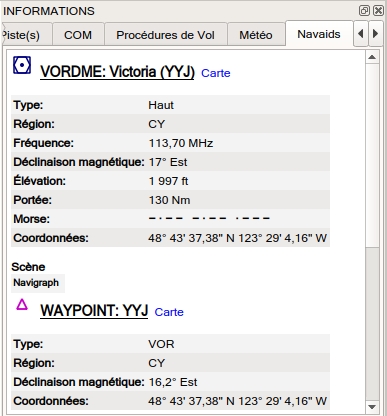 INFORMATIONS
Piste(s) COM Procédures de Vol Météo Navaids
VORDME: Victoria (YYJ) Carte
Type: Haut
Région: CY
Fréquence: 113,70 MHz
Déclinaison magnétique: 17° Est
Élévation: 1 997 ft
Portée: 130 Nm
Morse: –·–– –·–– ·–––
Coordonnées: 48° 43' 37,38" N 123° 29' 4,16" W
Scène
Navigraph
WAYPOINT: YYJ Carte
Type: VOR
Région: CY
Déclinaison magnétique: 16,2° Est
Coordonnées: 48° 43' 37,38" N 123° 29' 4,16" W